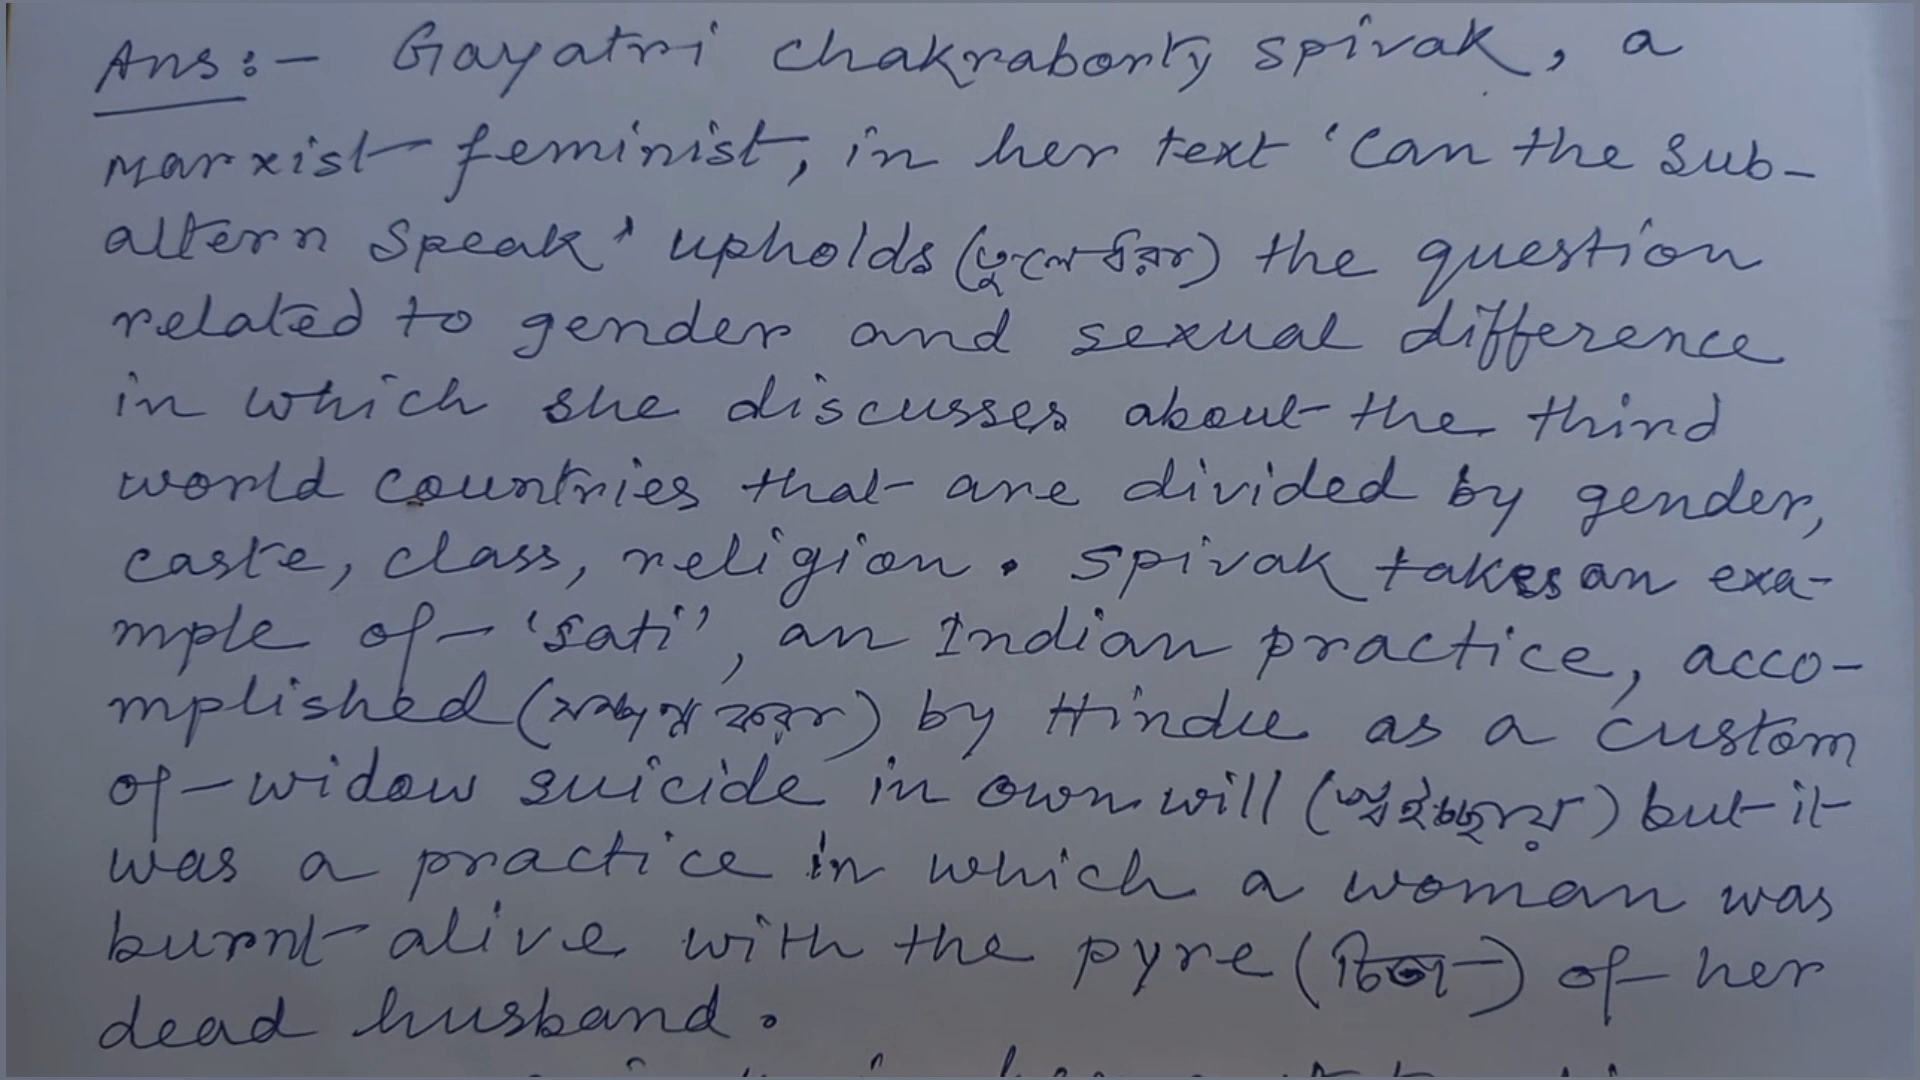 Ans:- Gayatri Chakraborty Spivak, a
Marxist feminist, in her text 'Can the Sub-
altern Speak' upholds (তুলে ধরা) the question
related to gender and sexual difference
in which she discusses about the third
world countries that are divided by gender,
caste, class, religion. Spivak takes an exa-
mple of 'Sati', an Indian practice, acco-
mplished (সম্পন্ন করা) by Hindu as a custom
of widow suicide in own will (স্বইচ্ছায়) but it
was a practice in which a woman was
burnt alive with the pyre (চিতা) of her
dead husband.